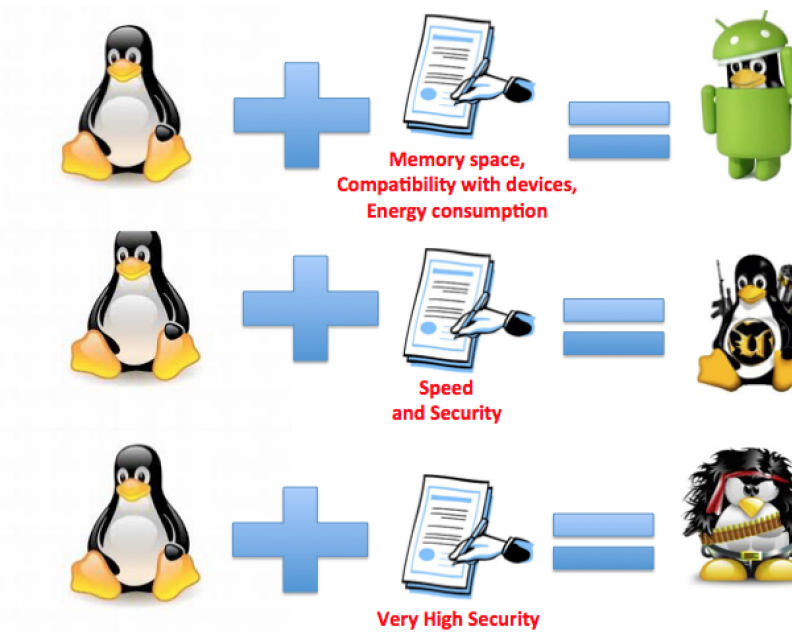 Memory space,
Compatibility with devices,
Energy consumption
Speed
and Security
Very High Security